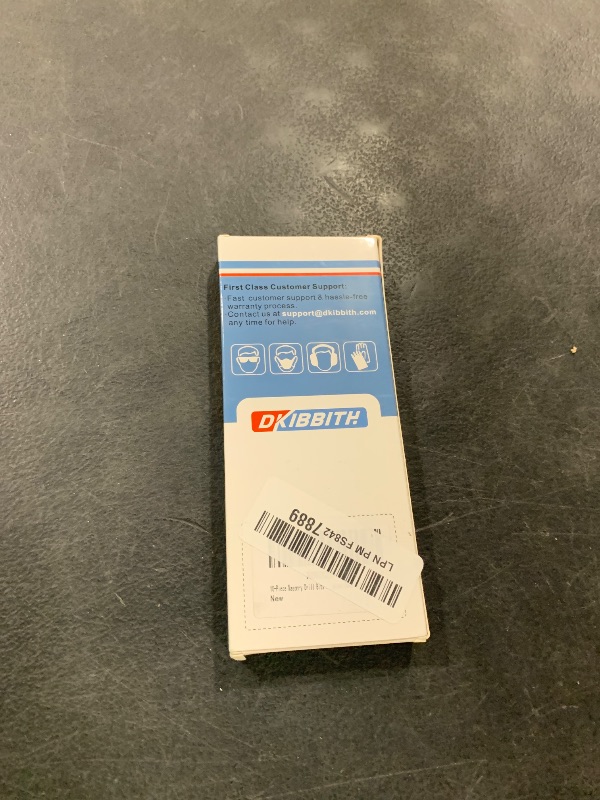 First Class Customer Support:
Fast customer support & hassle-free
warranty process.
Contact us at support@dkibbith.com
any time for help.
DKIBBITH
LPN PM FS842 7889
New